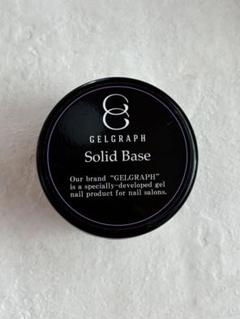 GELGRAPH
Solid Base
Our brand "GELGRAPH"
is a specially-developed gel
nail product for nail salons.